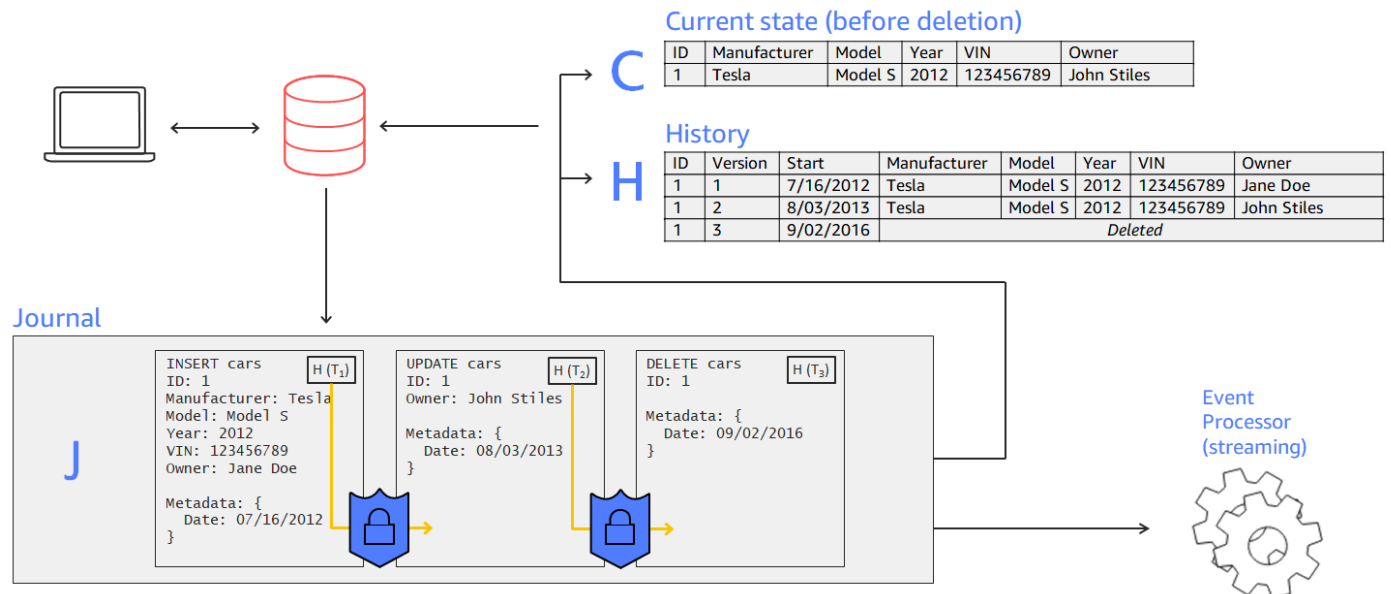 Current state (before deletion)
C
ID Manufacturer Model Year VIN Owner
1 Tesla Model S 2012 123456789 John Stiles
History
H
ID Version Start Manufacturer Model Year VIN Owner
1 1 7/16/2012 Tesla Model S 2012 123456789 Jane Doe
1 2 8/03/2013 Tesla Model S 2012 123456789 John Stiles
1 3 9/02/2016 Deleted
Journal
J
INSERT cars
H (T₁)
ID: 1
Manufacturer: Tesla
Model: Model S
Year: 2012
VIN: 123456789
Owner: Jane Doe
Metadata: {
Date: 07/16/2012
}
UPDATE cars
H (T₂)
ID: 1
Owner: John Stiles
Metadata: {
Date: 08/03/2013
}
DELETE cars
H (T₃)
ID: 1
Metadata: {
Date: 09/02/2016
}
Event
Processor
(streaming)